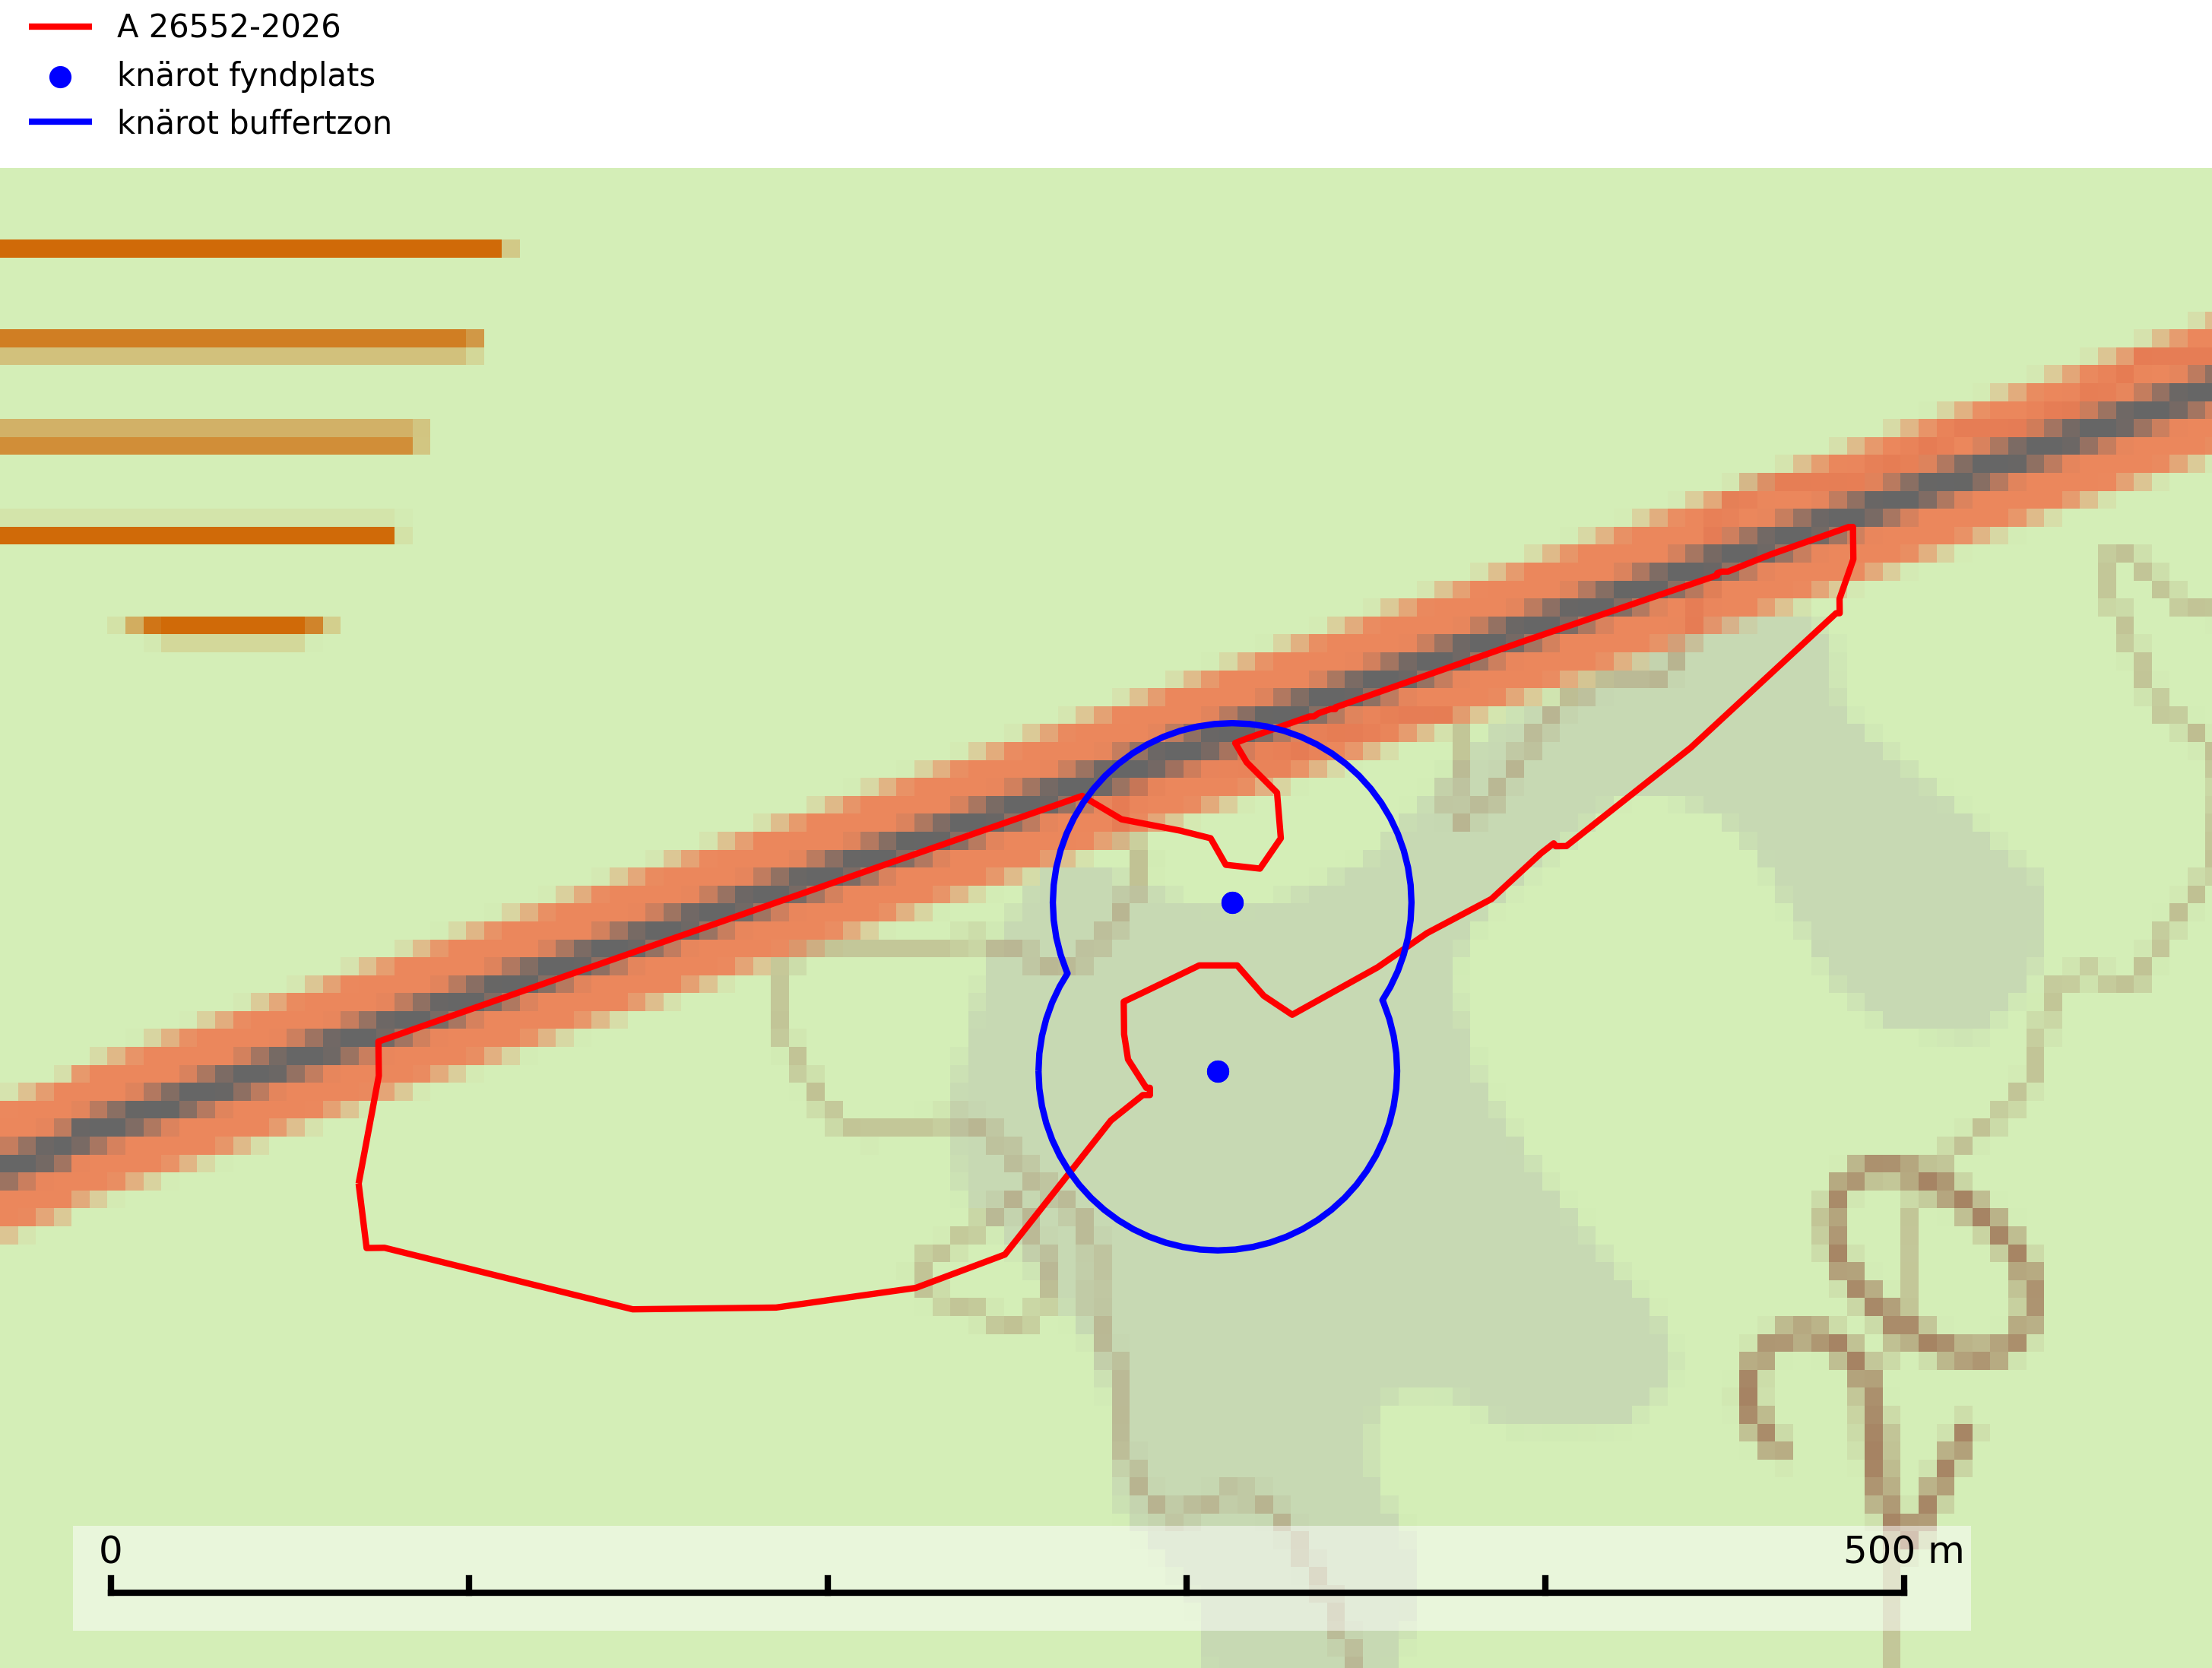 A 26552-2026
knärot fyndplats
knärot buffertzon
0
500 m